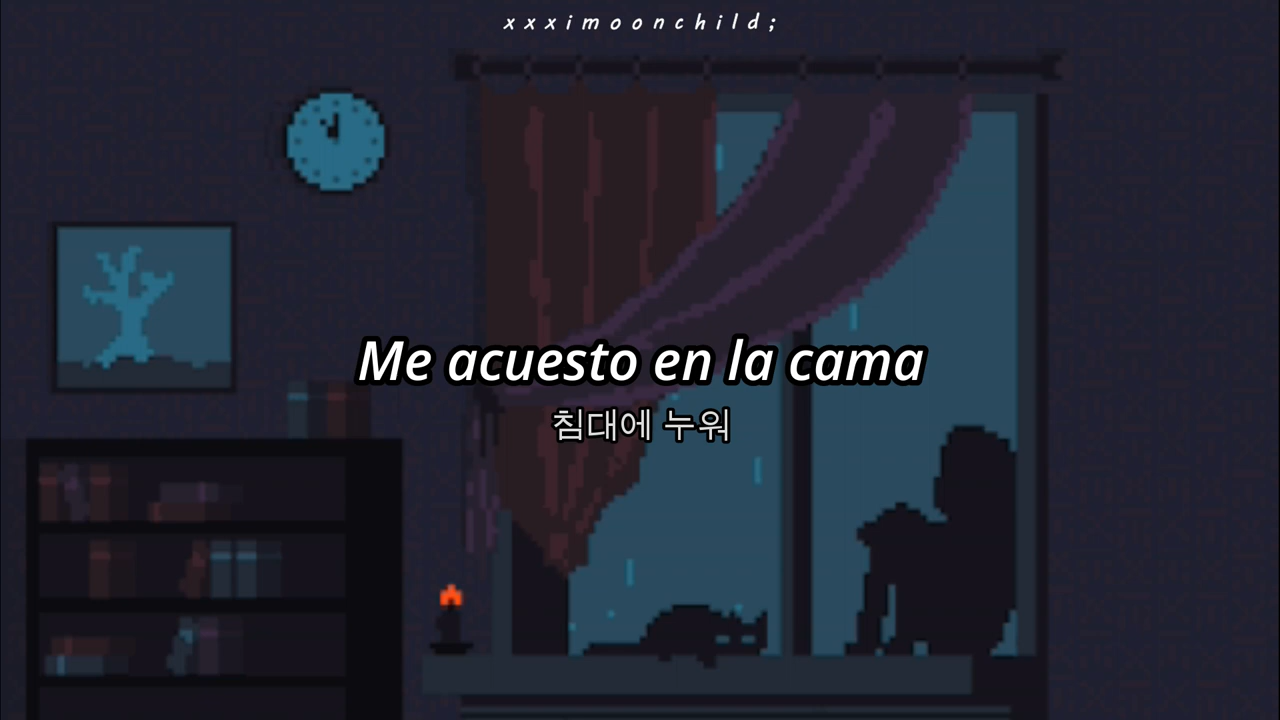 xxximoonchild;
Me acuesto en la cama
침대에 누워